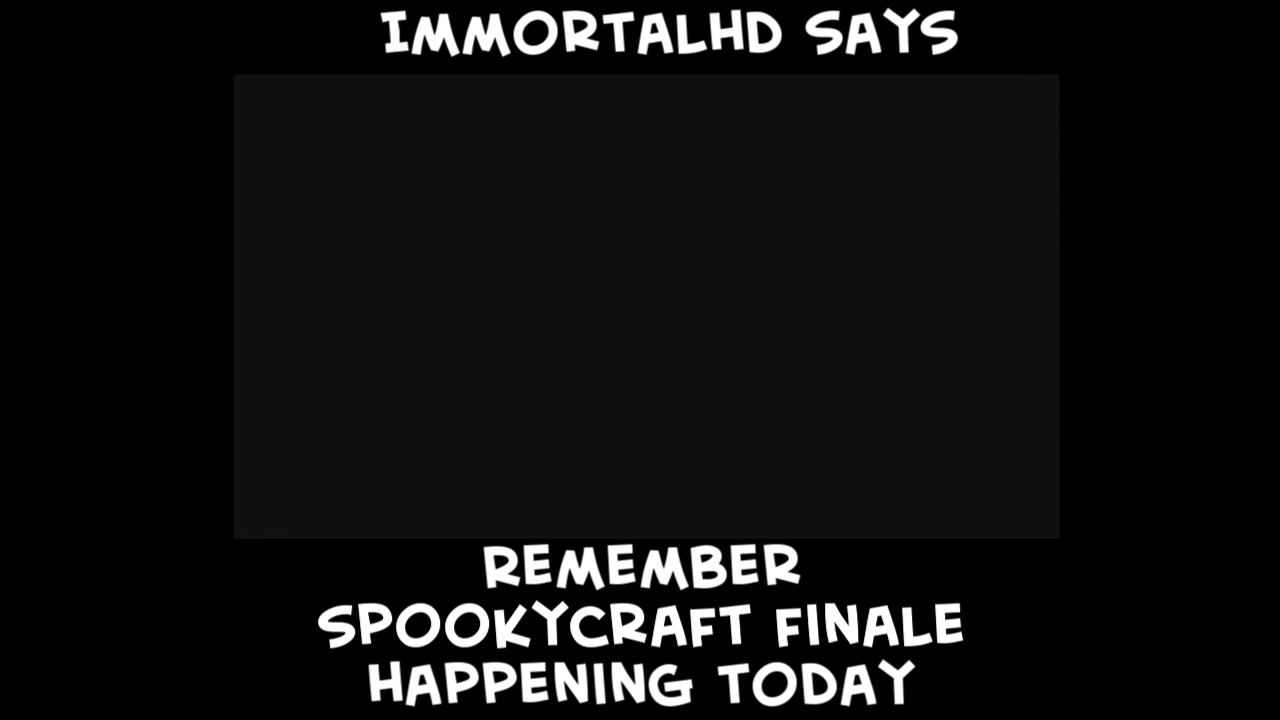 IMMORTALHD SAYS
REMEMBER
SPOOKYCRAFT FINALE
HAPPENING TODAY